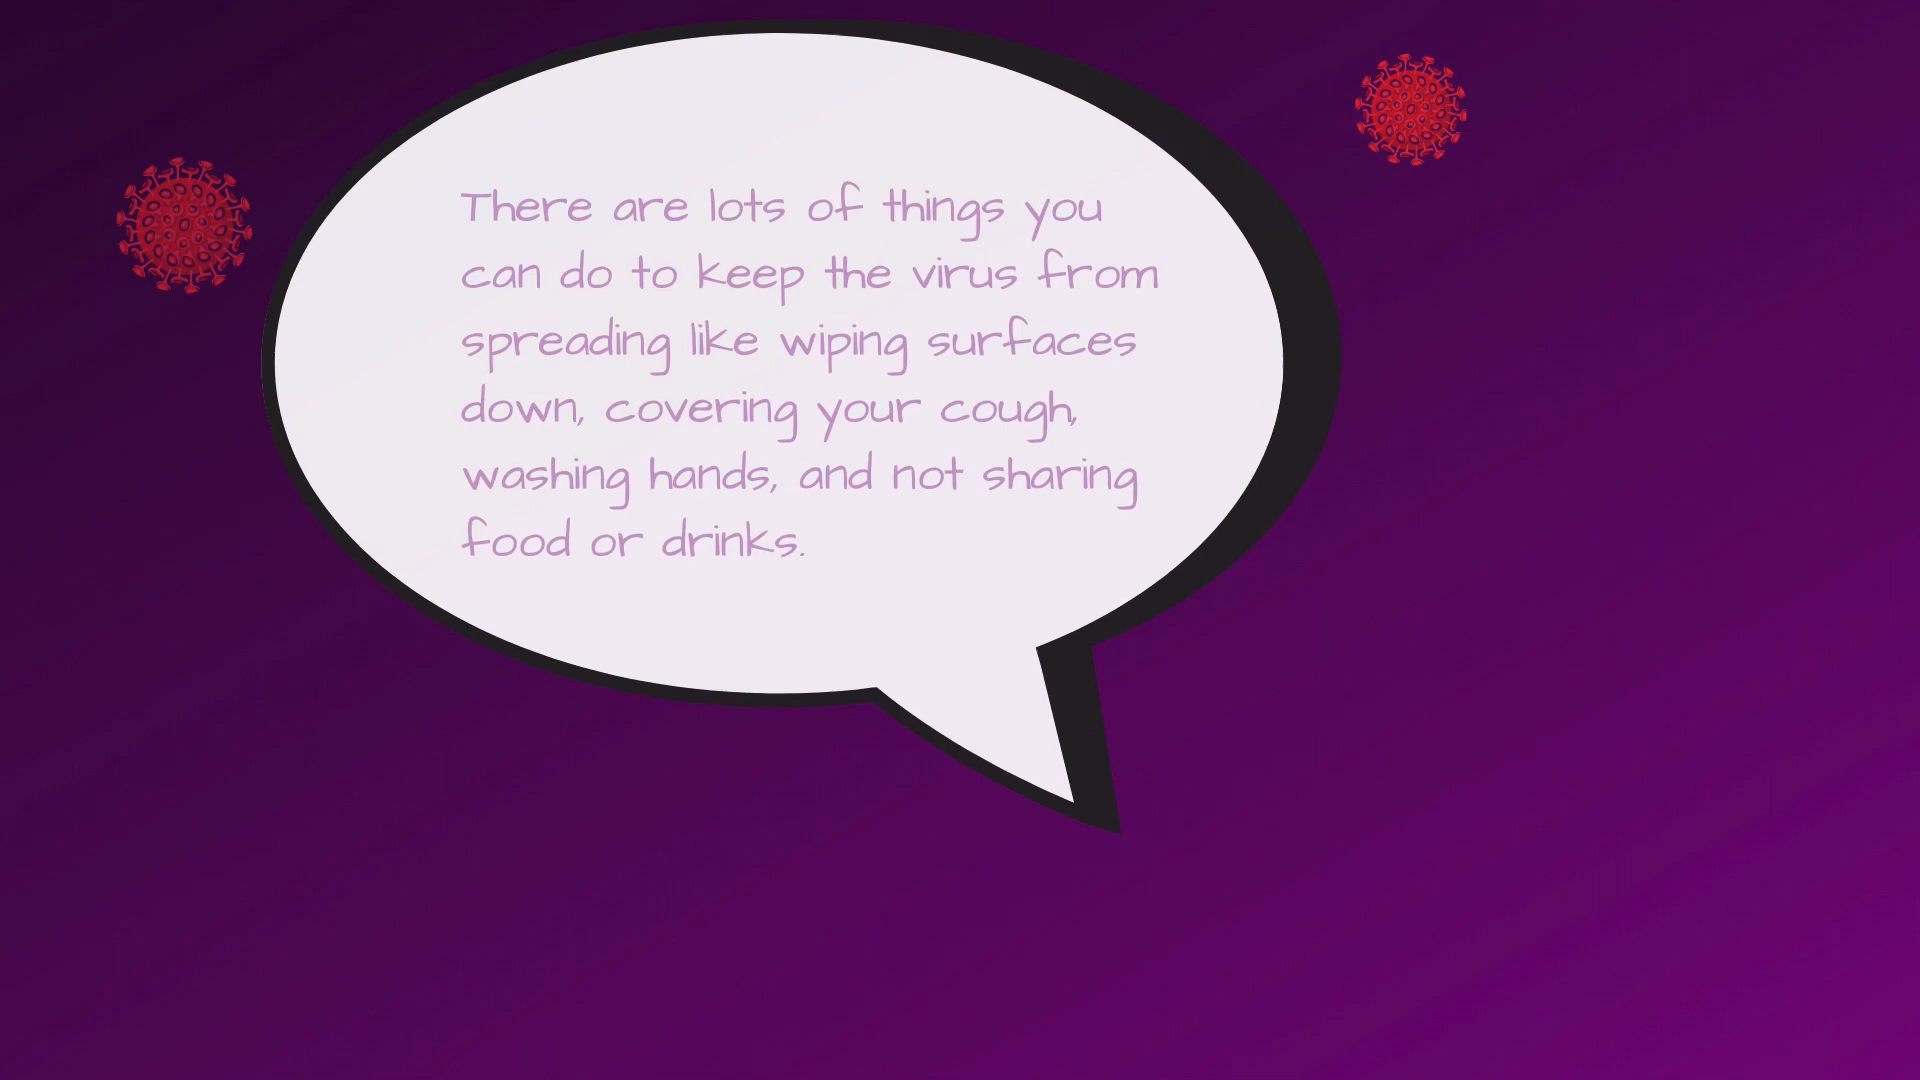 There are lots of things you
can do to keep the virus from
spreading like wiping surfaces
down, covering your cough,
washing hands, and not sharing
food or drinks.